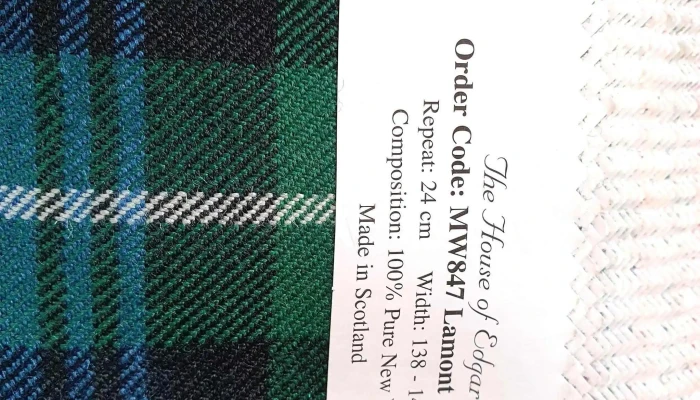 The House of Edgar
Order Code: MW847 Lamont
Repeat: 24 cm Width: 138 - 1
Composition: 100% Pure New
Made in Scotland